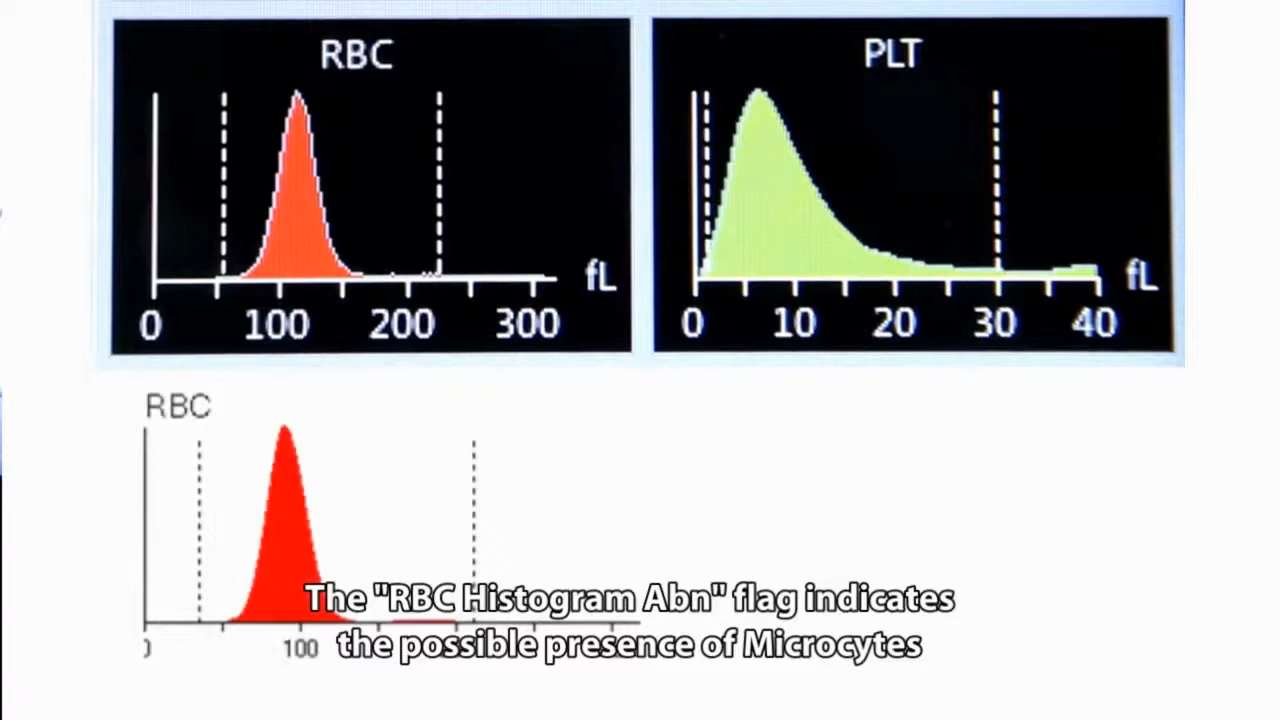 RBC
PLT
fL
0 100 200 300
fL
0 10 20 30 40
RBC
0 100
The "RBC Histogram Abn" flag indicates
the possible presence of Microcytes